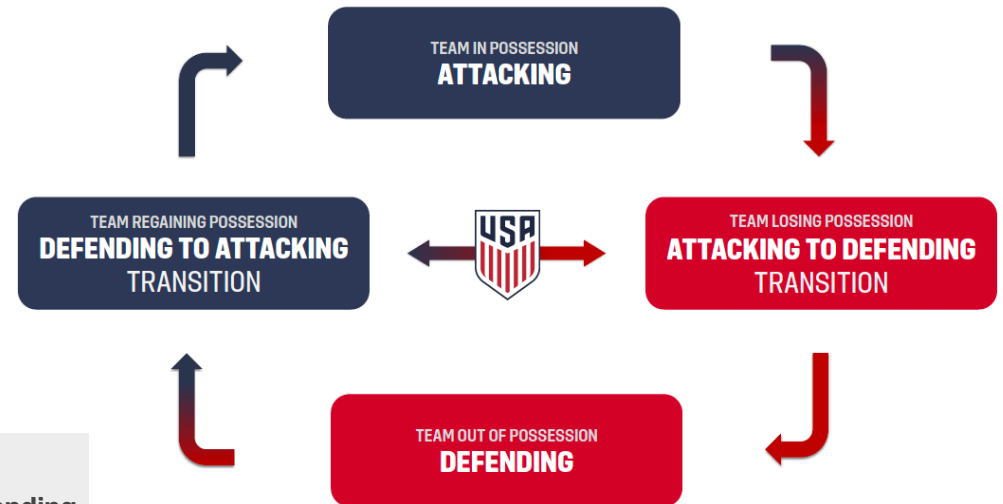 TEAM IN POSSESSION
ATTACKING
TEAM REGAINING POSSESSION
DEFENDING TO ATTACKING
TRANSITION
USA
TEAM LOSING POSSESSION
ATTACKING TO DEFENDING
TRANSITION
TEAM OUT OF POSSESSION
DEFENDING